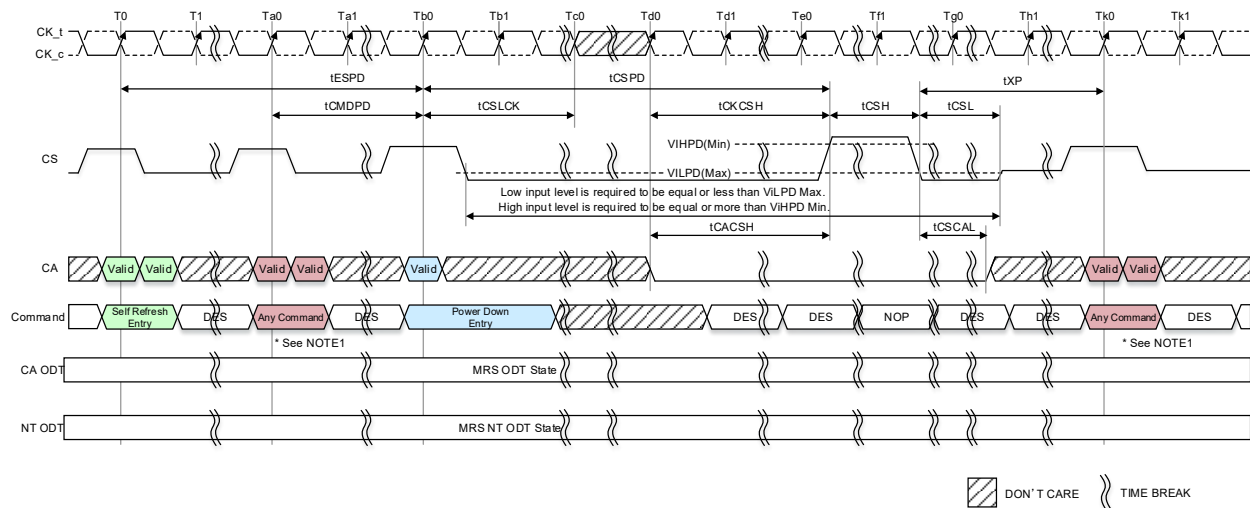 T0 T1 Ta0 Ta1 Tb0 Tb1 Tc0 Td0 Td1 Te0 Tf1 Tg0 Th1 Tk0 Tk1
CK_t
CK_c
tESPD tCSPD tXP
tCMDPD tCSLCK tCKCSH tCSH tCSL
VIHPD(Min)
CS
VILPD(Max)
Low input level is required to be equal or less than ViLPD Max.
High input level is required to be equal or more than ViHPD Min.
tCACSH tCSCAL
CA Valid Valid Valid Valid Valid Valid Valid
Command Self Refresh Entry DES Any Command DES Power Down Entry DES DES NOP DES DES Any Command DES
* See NOTE1 * See NOTE1
CA ODT MRS ODT State
NT ODT MRS NT ODT State
DON'T CARE TIME BREAK